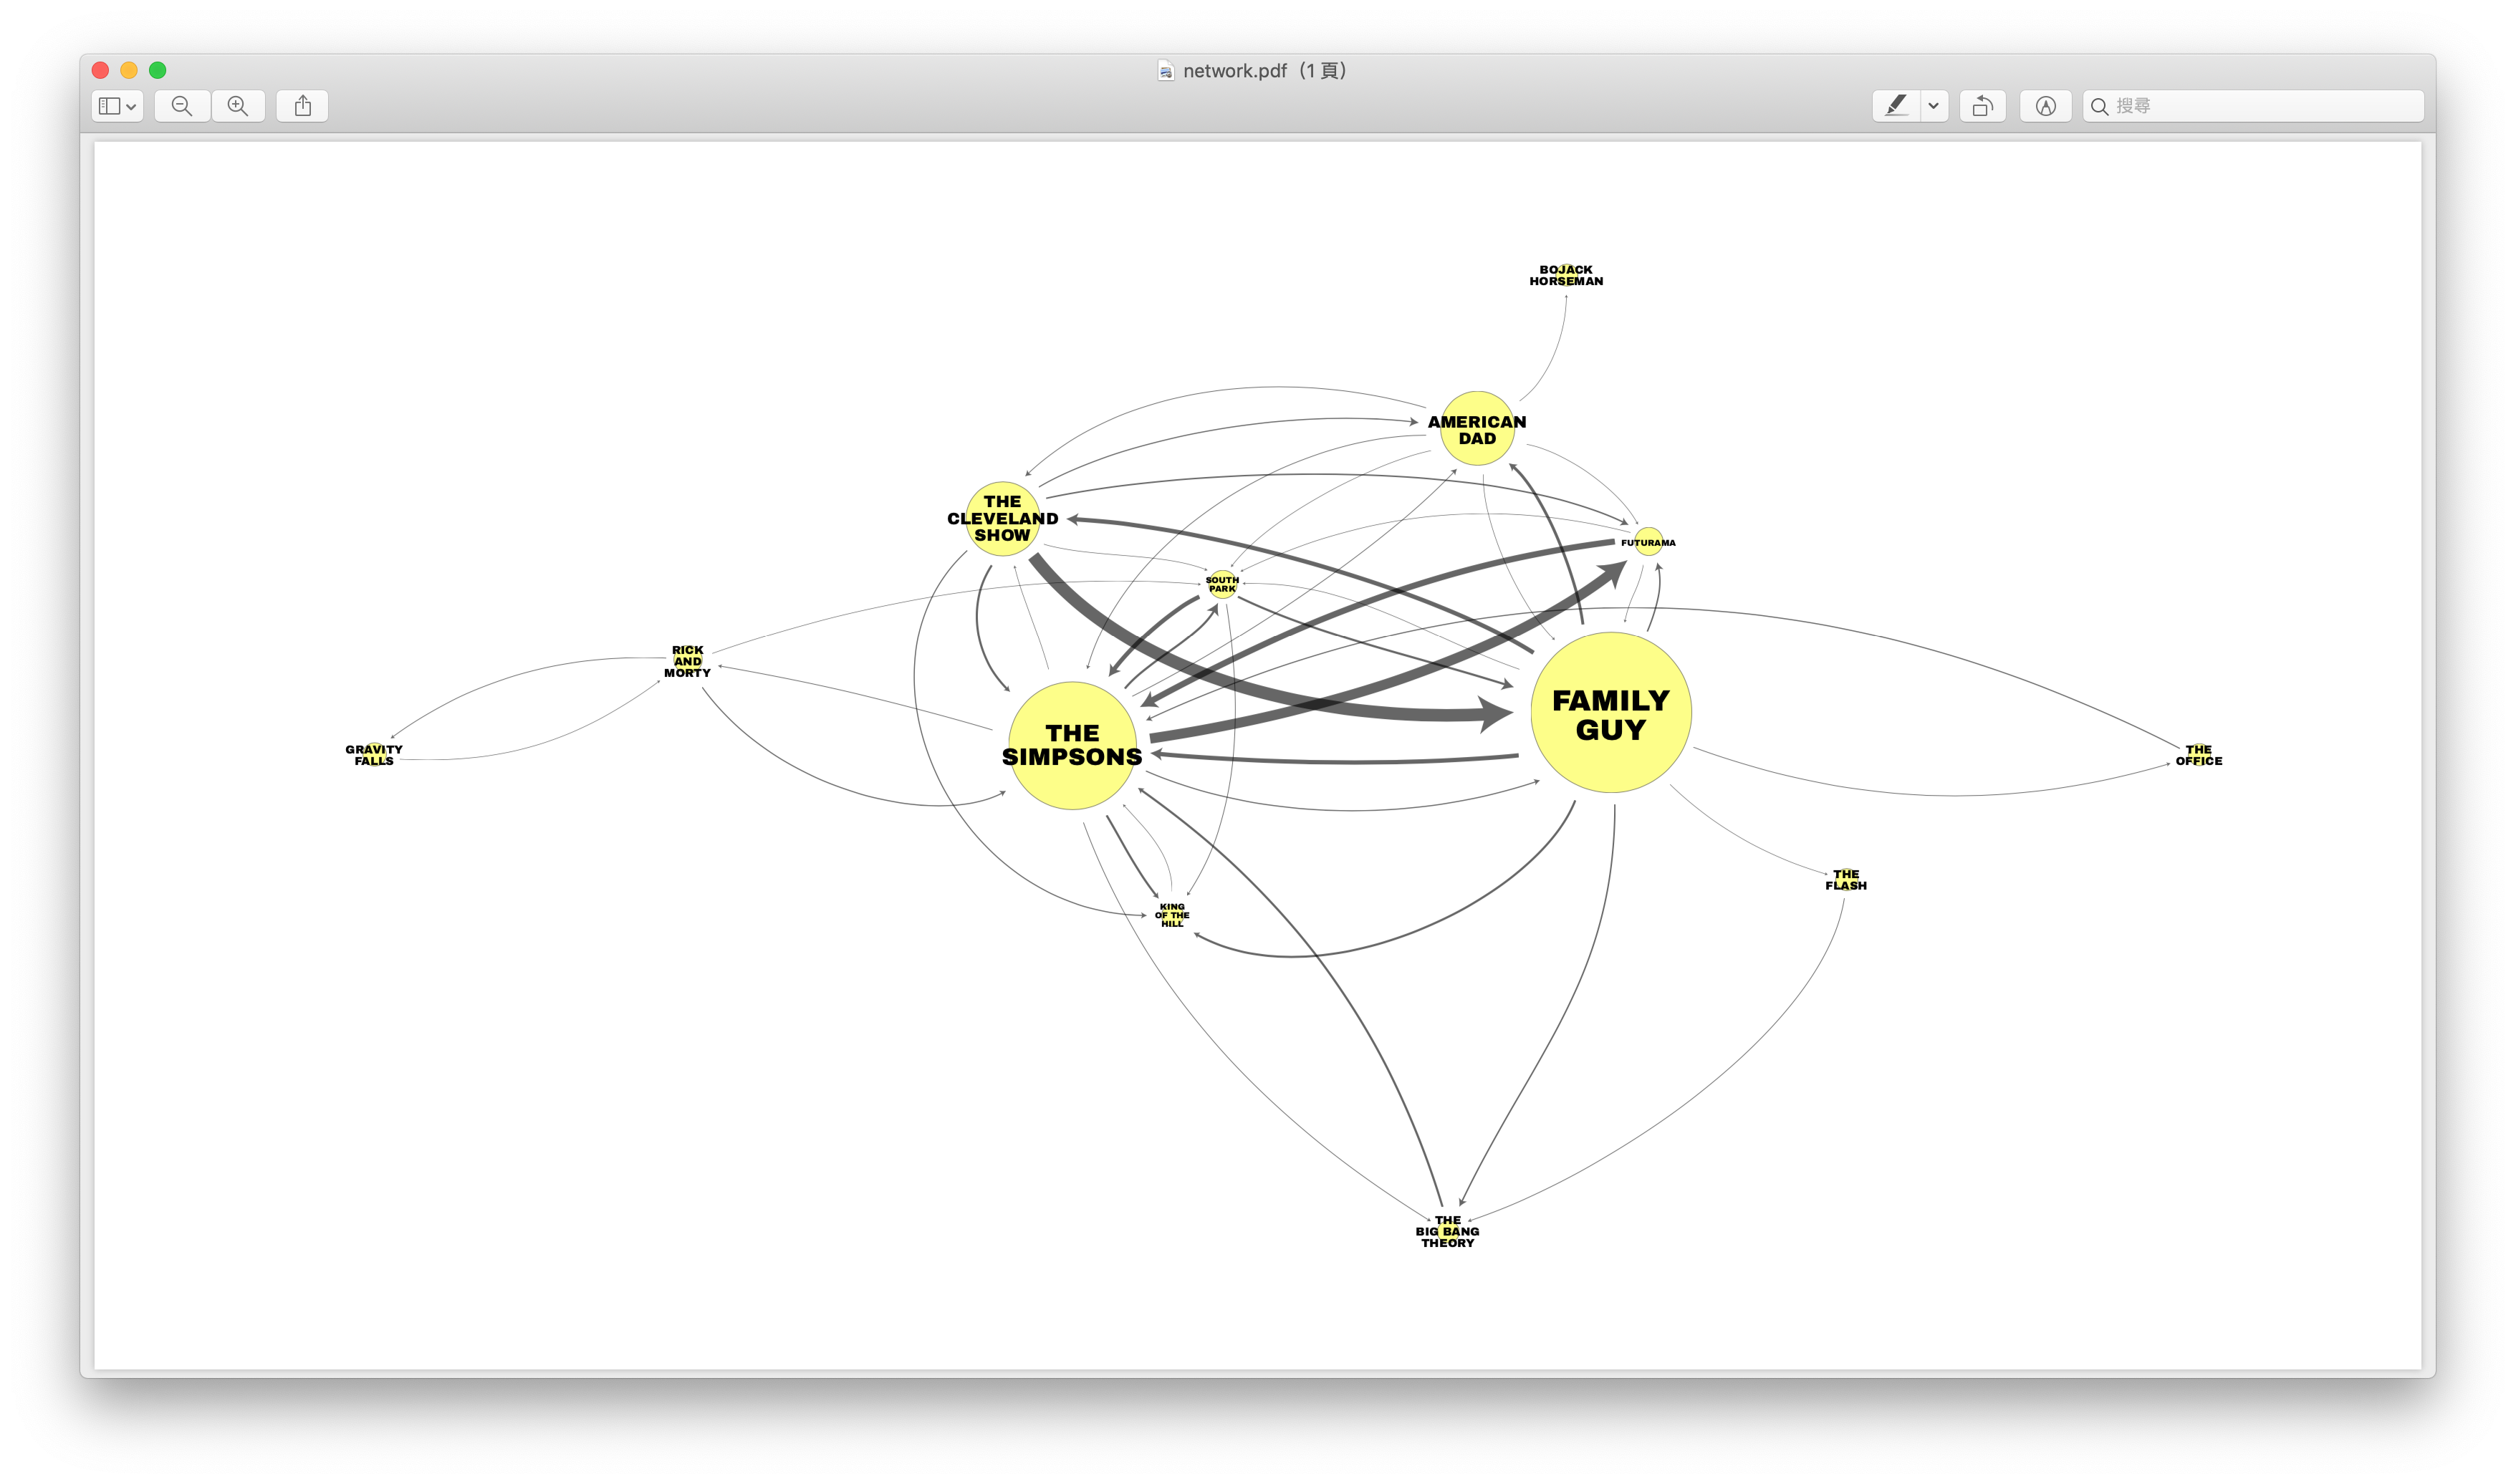 network.pdf（1 頁）
搜尋
BOJACK
HORSEMAN
AMERICAN
DAD
THE
CLEVELAND
SHOW
FUTURAMA
SOUTH
PARK
RICK
AND
MORTY
FAMILY
GUY
THE
SIMPSONS
GRAVITY
FALLS
THE
OFFICE
THE
FLASH
KING
OF THE
HILL
THE
BIG BANG
THEORY